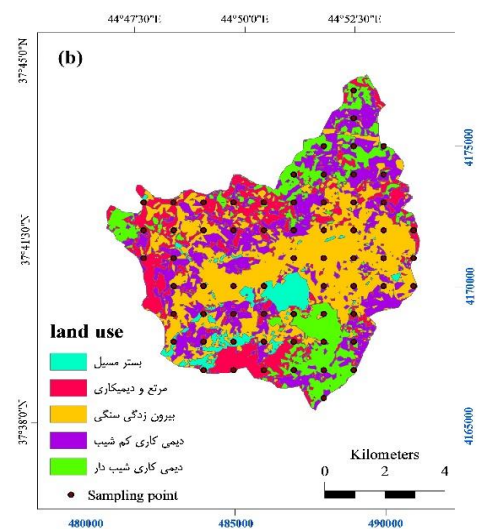 44°47'30"E 44°50'0"E 44°52'30"E
(b)
37°45'0"N
37°41'30"N
37°38'0"N
4175000
4170000
4165000
land use
بستر مسیل
مرتع و دیمیکاری
بیرون زدگی سنگی
دیمی کاری کم شیب
دیمی کاری شیب دار
Sampling point
Kilometers
0 2 4
480000 485000 490000